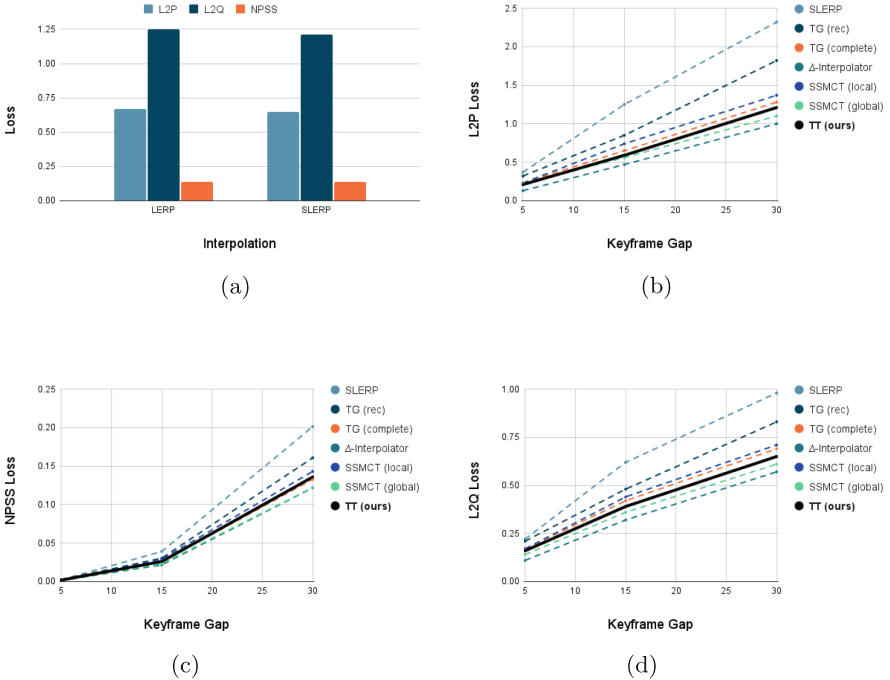 L2P L2Q NPSS
1.25
1.00
0.75
0.50
0.25
0.00
Loss
LERP SLERP
Interpolation
(a)
2.5
2.0
1.5
1.0
0.5
0.0
L2P Loss
5 10 15 20 25 30
Keyframe Gap
SLERP
TG (rec)
TG (complete)
Δ-Interpolator
SSMCT (local)
SSMCT (global)
TT (ours)
(b)
0.25
0.20
0.15
0.10
0.05
0.00
NPSS Loss
5 10 15 20 25 30
Keyframe Gap
SLERP
TG (rec)
TG (complete)
Δ-Interpolator
SSMCT (local)
SSMCT (global)
TT (ours)
(c)
1.00
0.75
0.50
0.25
0.00
L2Q Loss
5 10 15 20 25 30
Keyframe Gap
SLERP
TG (rec)
TG (complete)
Δ-Interpolator
SSMCT (local)
SSMCT (global)
TT (ours)
(d)